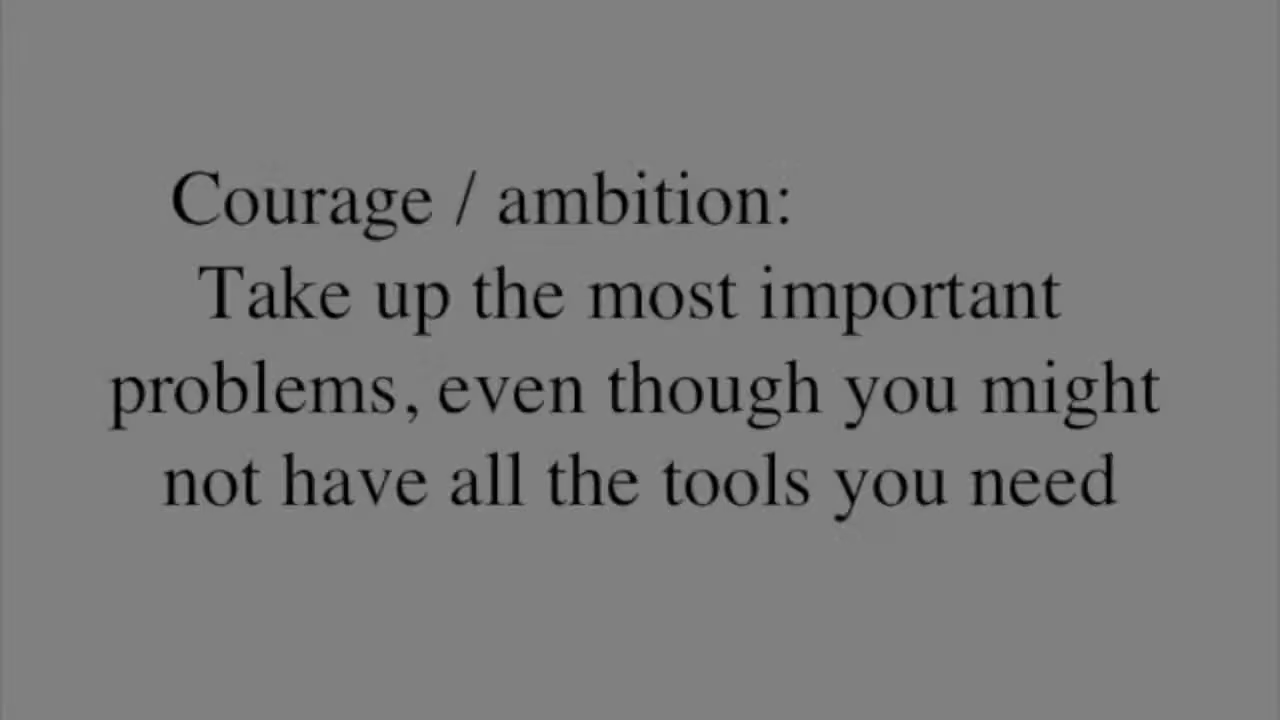 Courage / ambition:
Take up the most important
problems, even though you might
not have all the tools you need